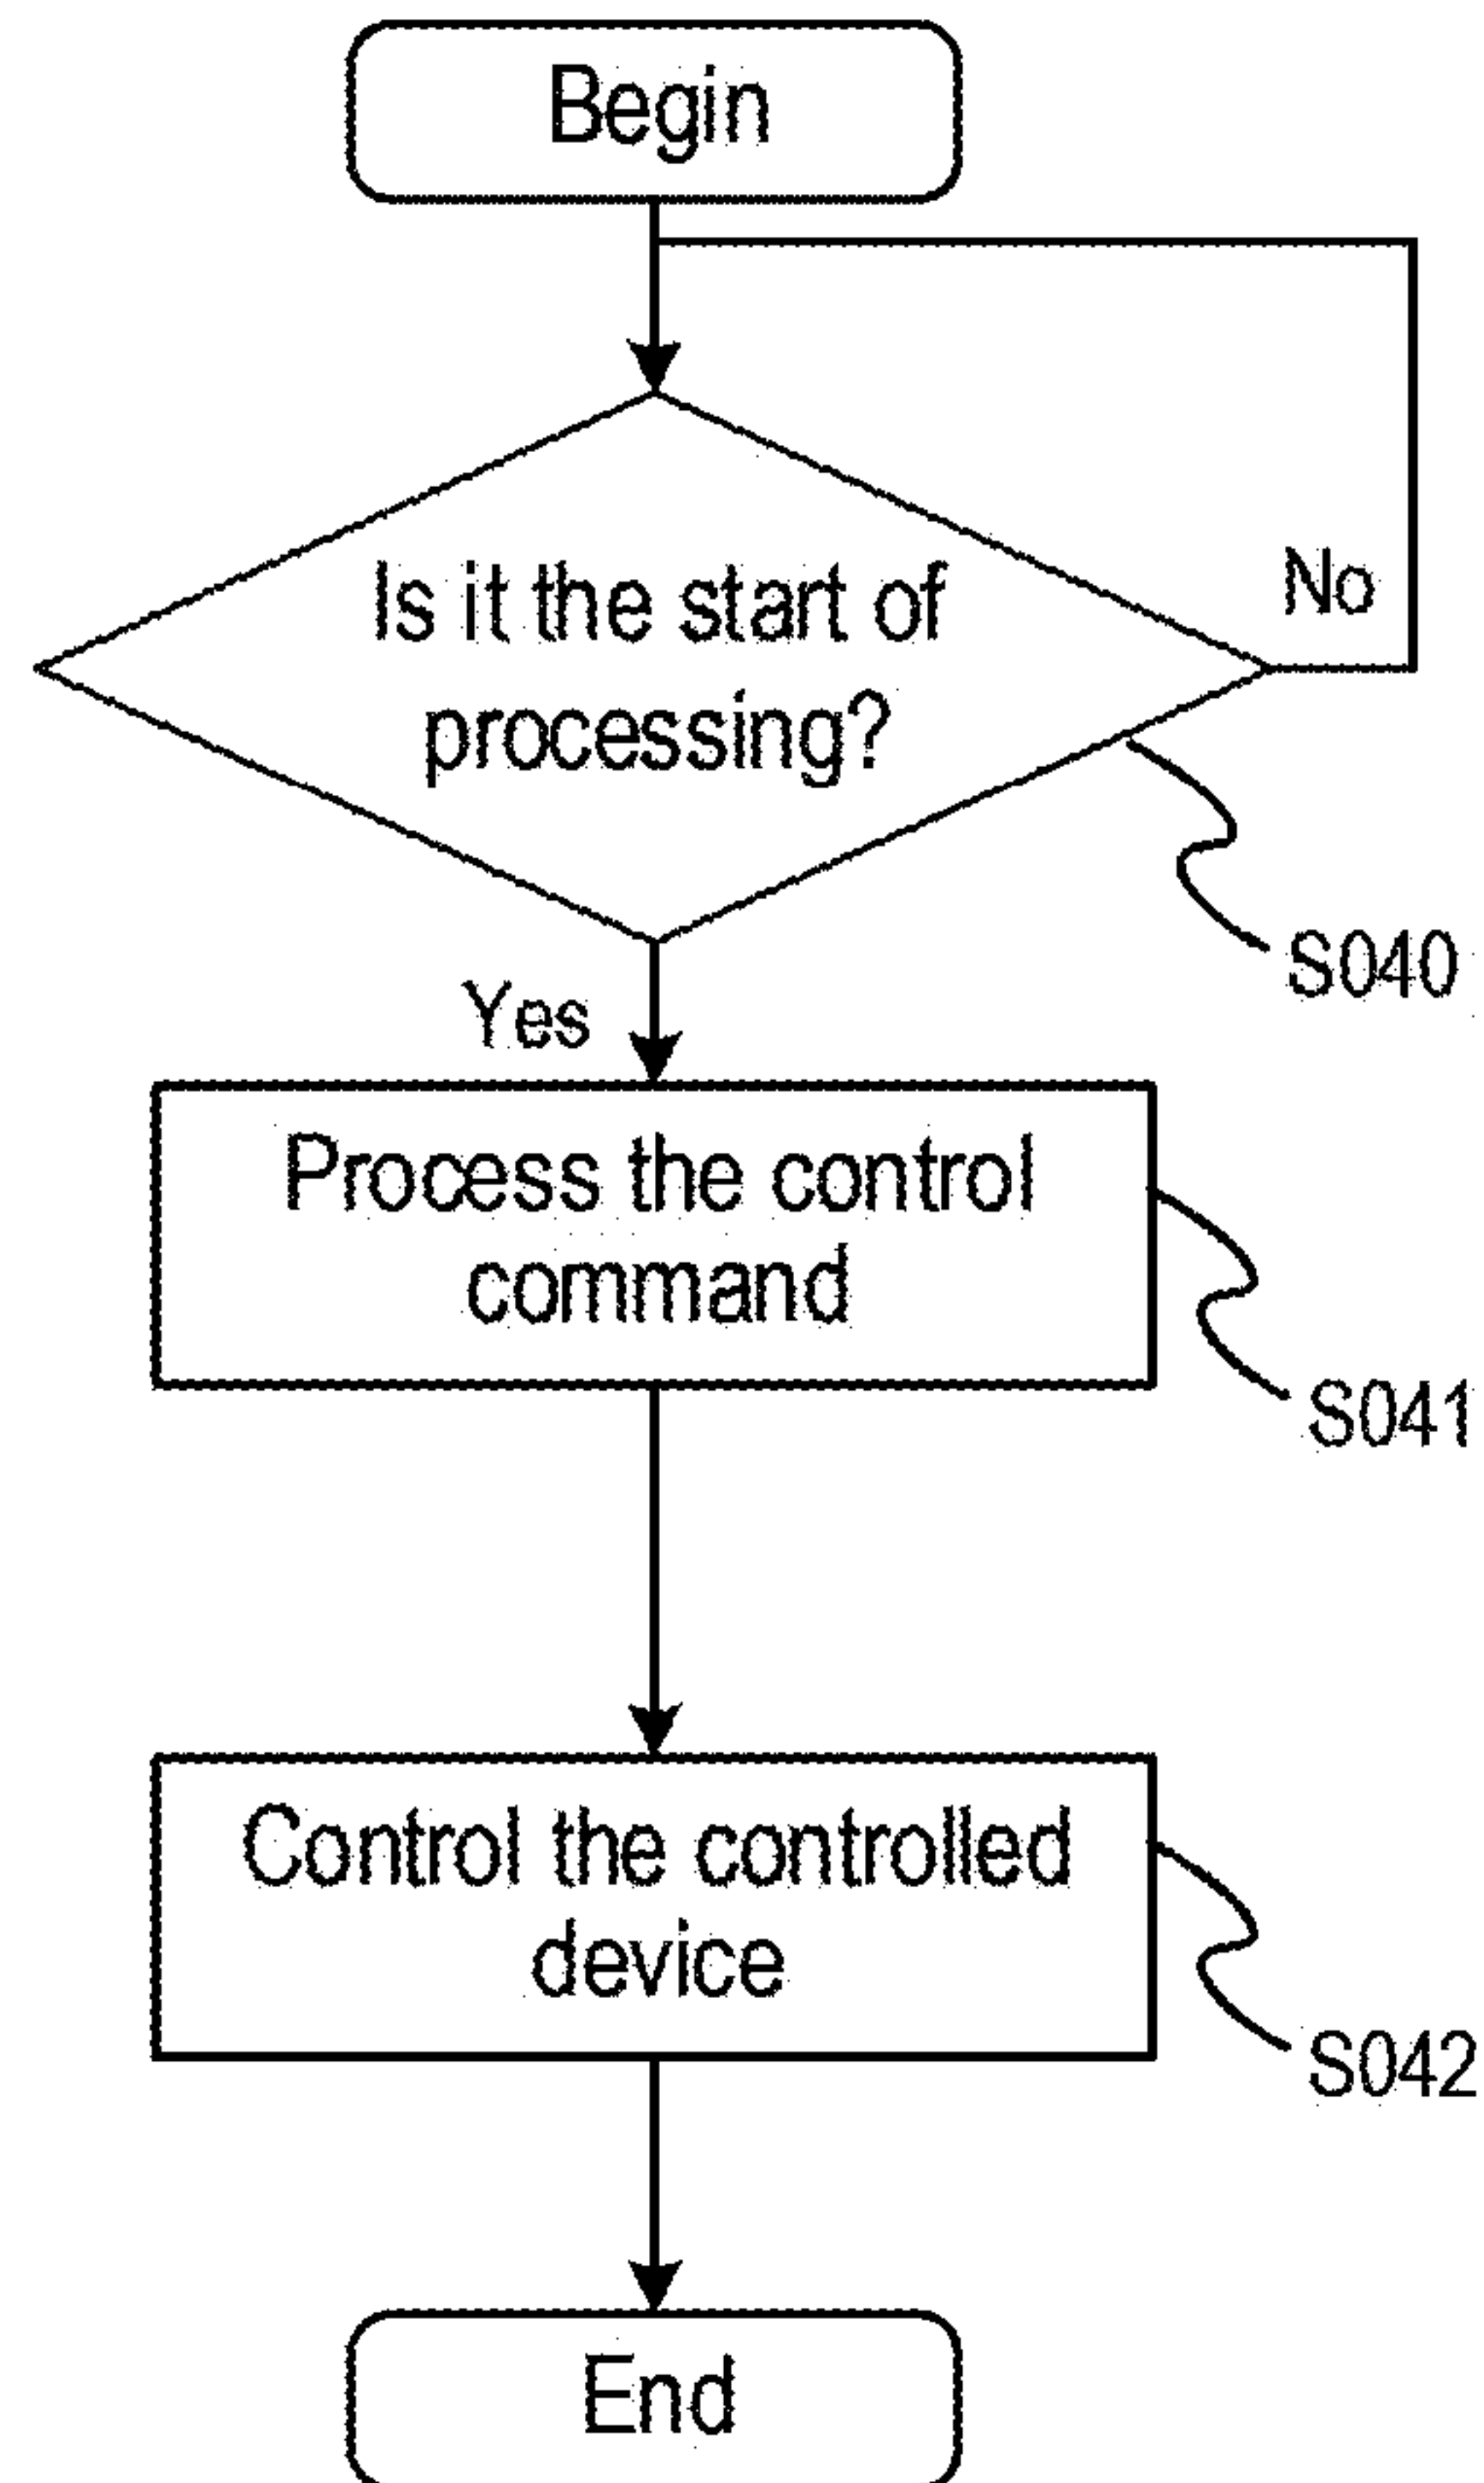 Begin
Is it the start of
processing?
No
S040
Yes
Process the control
command
S041
Control the controlled
device
S042
End